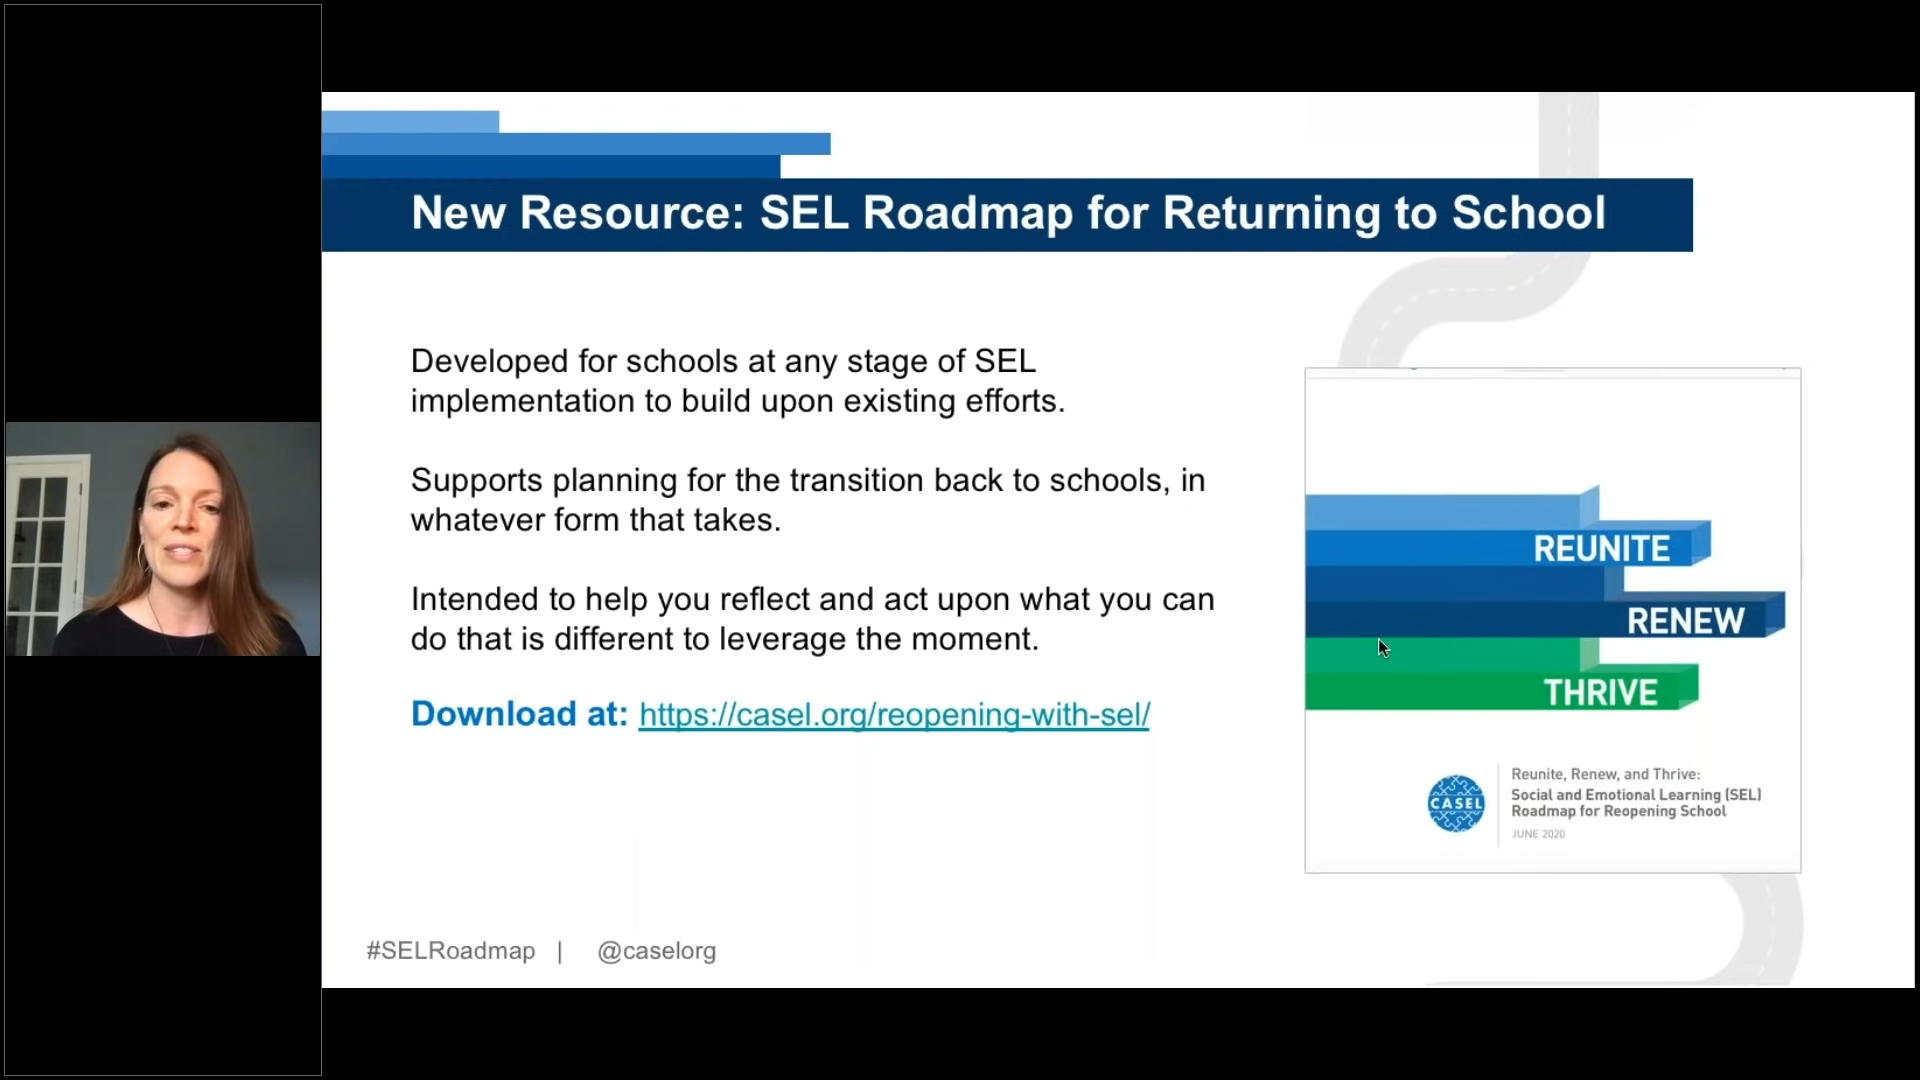 New Resource: SEL Roadmap for Returning to School
Developed for schools at any stage of SEL
implementation to build upon existing efforts.
Supports planning for the transition back to schools, in
whatever form that takes.
Intended to help you reflect and act upon what you can
do that is different to leverage the moment.
Download at: https://casel.org/reopening-with-sel/
REUNITE
RENEW
THRIVE
CASEL
Reunite, Renew, and Thrive:
Social and Emotional Learning (SEL)
Roadmap for Reopening School
JUNE 2020
#SELRoadmap | @caselorg